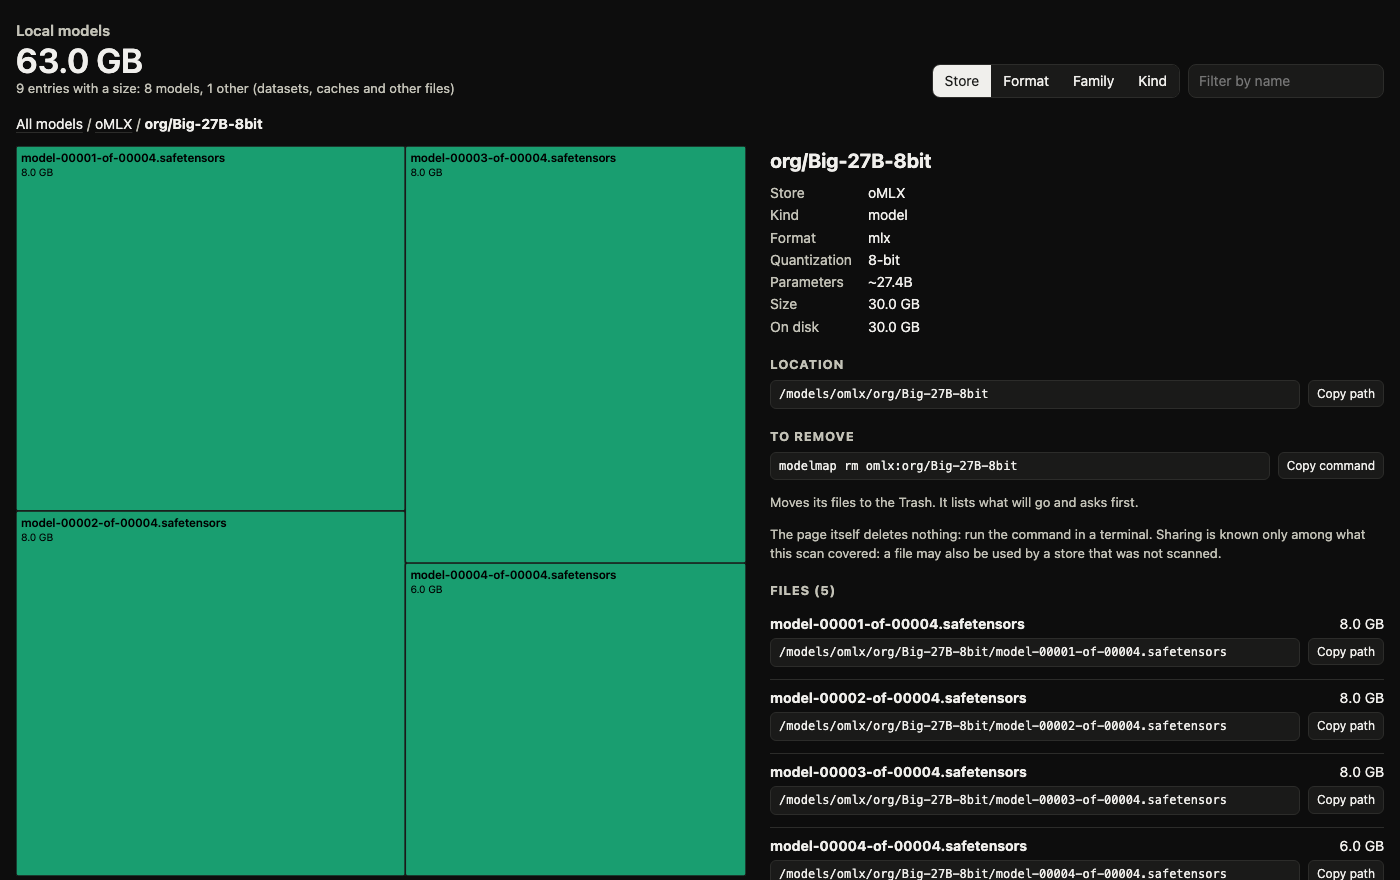 Local models
63.0 GB
9 entries with a size: 8 models, 1 other (datasets, caches and other files)
Store Format Family Kind Filter by name
All models / oMLX / org/Big-27B-8bit
model-00001-of-00004.safetensors
8.0 GB
model-00003-of-00004.safetensors
8.0 GB
model-00002-of-00004.safetensors
8.0 GB
model-00004-of-00004.safetensors
6.0 GB
org/Big-27B-8bit
Store oMLX
Kind model
Format mlx
Quantization 8-bit
Parameters ~27.4B
Size 30.0 GB
On disk 30.0 GB
LOCATION
/models/omlx/org/Big-27B-8bit Copy path
TO REMOVE
modelmap rm omlx:org/Big-27B-8bit Copy command
Moves its files to the Trash. It lists what will go and asks first.
The page itself deletes nothing: run the command in a terminal. Sharing is known only among what
this scan covered: a file may also be used by a store that was not scanned.
FILES (5)
model-00001-of-00004.safetensors 8.0 GB
/models/omlx/org/Big-27B-8bit/model-00001-of-00004.safetensors Copy path
model-00002-of-00004.safetensors 8.0 GB
/models/omlx/org/Big-27B-8bit/model-00002-of-00004.safetensors Copy path
model-00003-of-00004.safetensors 8.0 GB
/models/omlx/org/Big-27B-8bit/model-00003-of-00004.safetensors Copy path
model-00004-of-00004.safetensors 6.0 GB
/models/omlx/org/Big-27B-8bit/model-00004-of-00004.safetensors Copy path